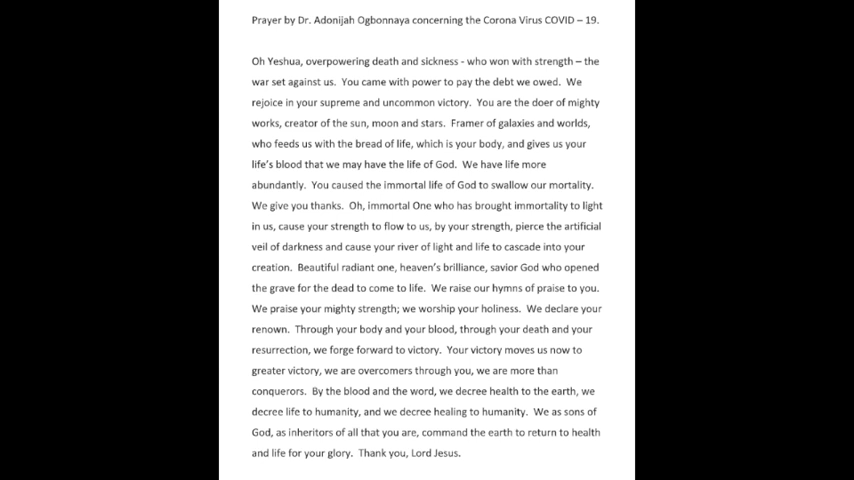 Prayer by Dr. Adonijah Ogbonnaya concerning the Corona Virus COVID – 19.
Oh Yeshua, overpowering death and sickness - who won with strength – the
war set against us. You came with power to pay the debt we owed. We
rejoice in your supreme and uncommon victory. You are the doer of mighty
works, creator of the sun, moon and stars. Framer of galaxies and worlds,
who feeds us with the bread of life, which is your body, and gives us your
life's blood that we may have the life of God. We have life more
abundantly. You caused the immortal life of God to swallow our mortality.
We give you thanks. Oh, immortal One who has brought immortality to light
in us, cause your strength to flow to us, by your strength, pierce the artificial
veil of darkness and cause your river of light and life to cascade into your
creation. Beautiful radiant one, heaven's brilliance, savior God who opened
the grave for the dead to come to life. We raise our hymns of praise to you.
We praise your mighty strength; we worship your holiness. We declare your
renown. Through your body and your blood, through your death and your
resurrection, we forge forward to victory. Your victory moves us now to
greater victory, we are overcomers through you, we are more than
conquerors. By the blood and the word, we decree health to the earth, we
decree life to humanity, and we decree healing to humanity. We as sons of
God, as inheritors of all that you are, command the earth to return to health
and life for your glory. Thank you, Lord Jesus.